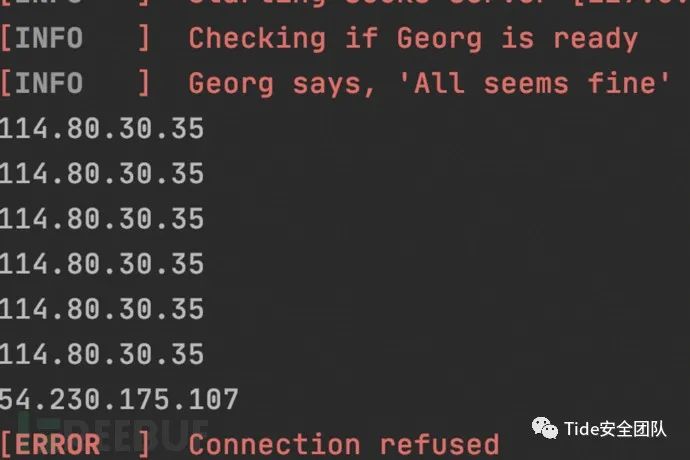 [INFO   ]  Starting
[INFO   ]  Checking if Georg is ready
[INFO   ]  Georg says, 'All seems fine'
114.80.30.35
114.80.30.35
114.80.30.35
114.80.30.35
114.80.30.35
114.80.30.35
54.230.175.107
REEBUF
Tide安全团队
[ERROR  ]  Connection refused